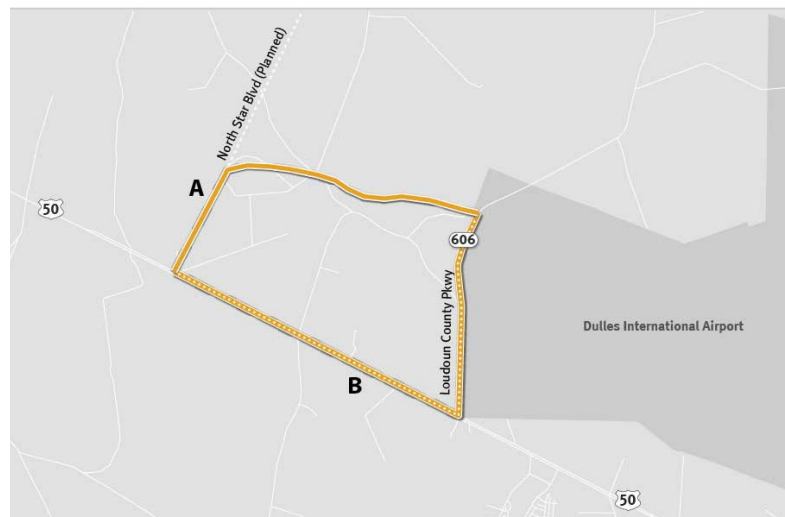 North Star Blvd (Planned)
A
50
606
Loudoun County Pkwy
Dulles International Airport
B
50